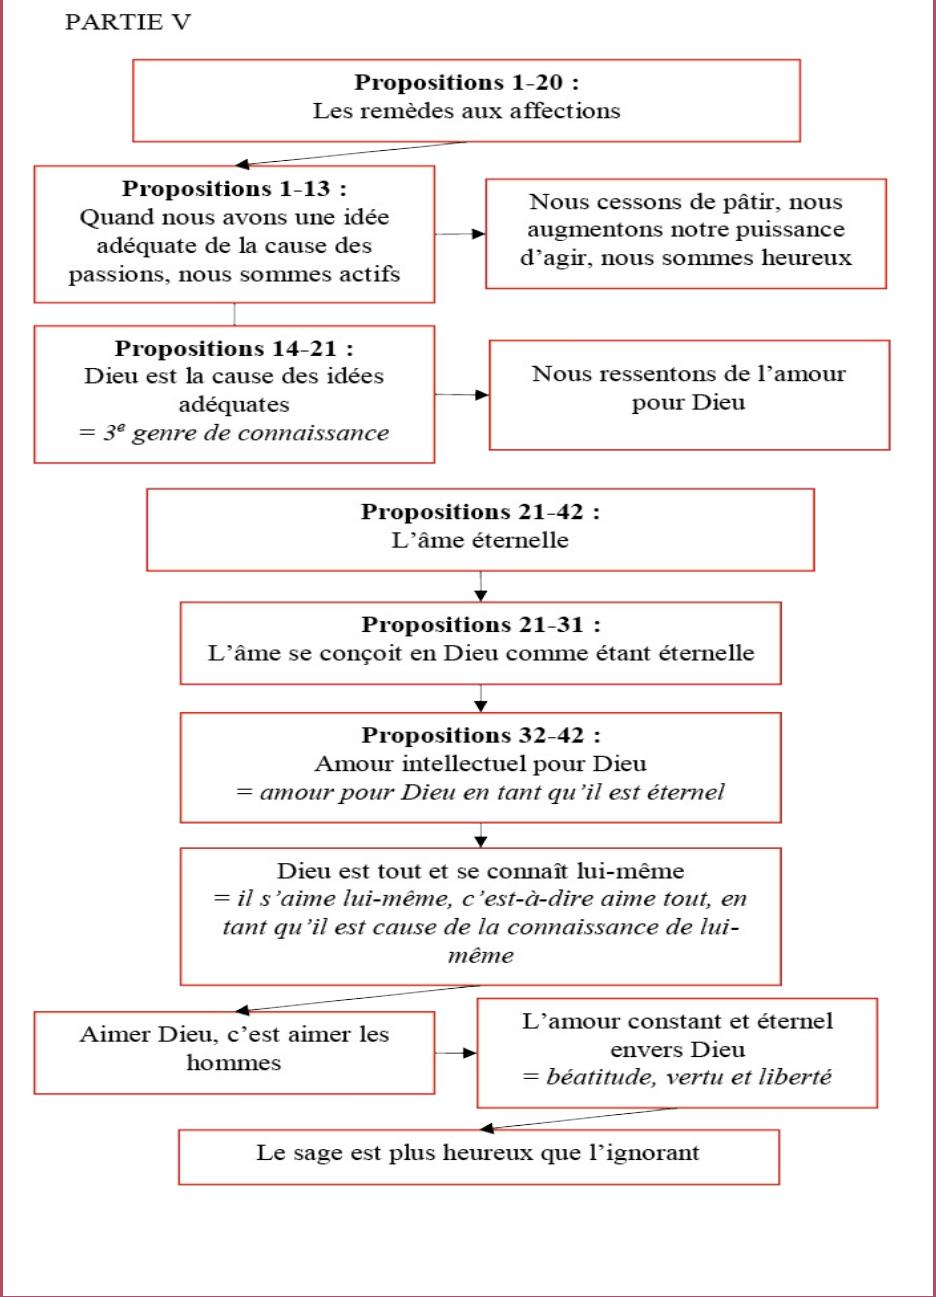 PARTIE V
Propositions 1-20 :
Les remèdes aux affections
Propositions 1-13 :
Quand nous avons une idée
adéquate de la cause des
passions, nous sommes actifs
Nous cessons de pâtir, nous
augmentons notre puissance
d’agir, nous sommes heureux
Propositions 14-21 :
Dieu est la cause des idées
adéquates
= 3e genre de connaissance
Nous ressentons de l’amour
pour Dieu
Propositions 21-42 :
L’âme éternelle
Propositions 21-31 :
L’âme se conçoit en Dieu comme étant éternelle
Propositions 32-42 :
Amour intellectuel pour Dieu
= amour pour Dieu en tant qu’il est éternel
Dieu est tout et se connaît lui-même
= il s’aime lui-même, c’est-à-dire aime tout, en
tant qu’il est cause de la connaissance de lui-
même
Aimer Dieu, c’est aimer les
hommes
L’amour constant et éternel
envers Dieu
= béatitude, vertu et liberté
Le sage est plus heureux que l’ignorant